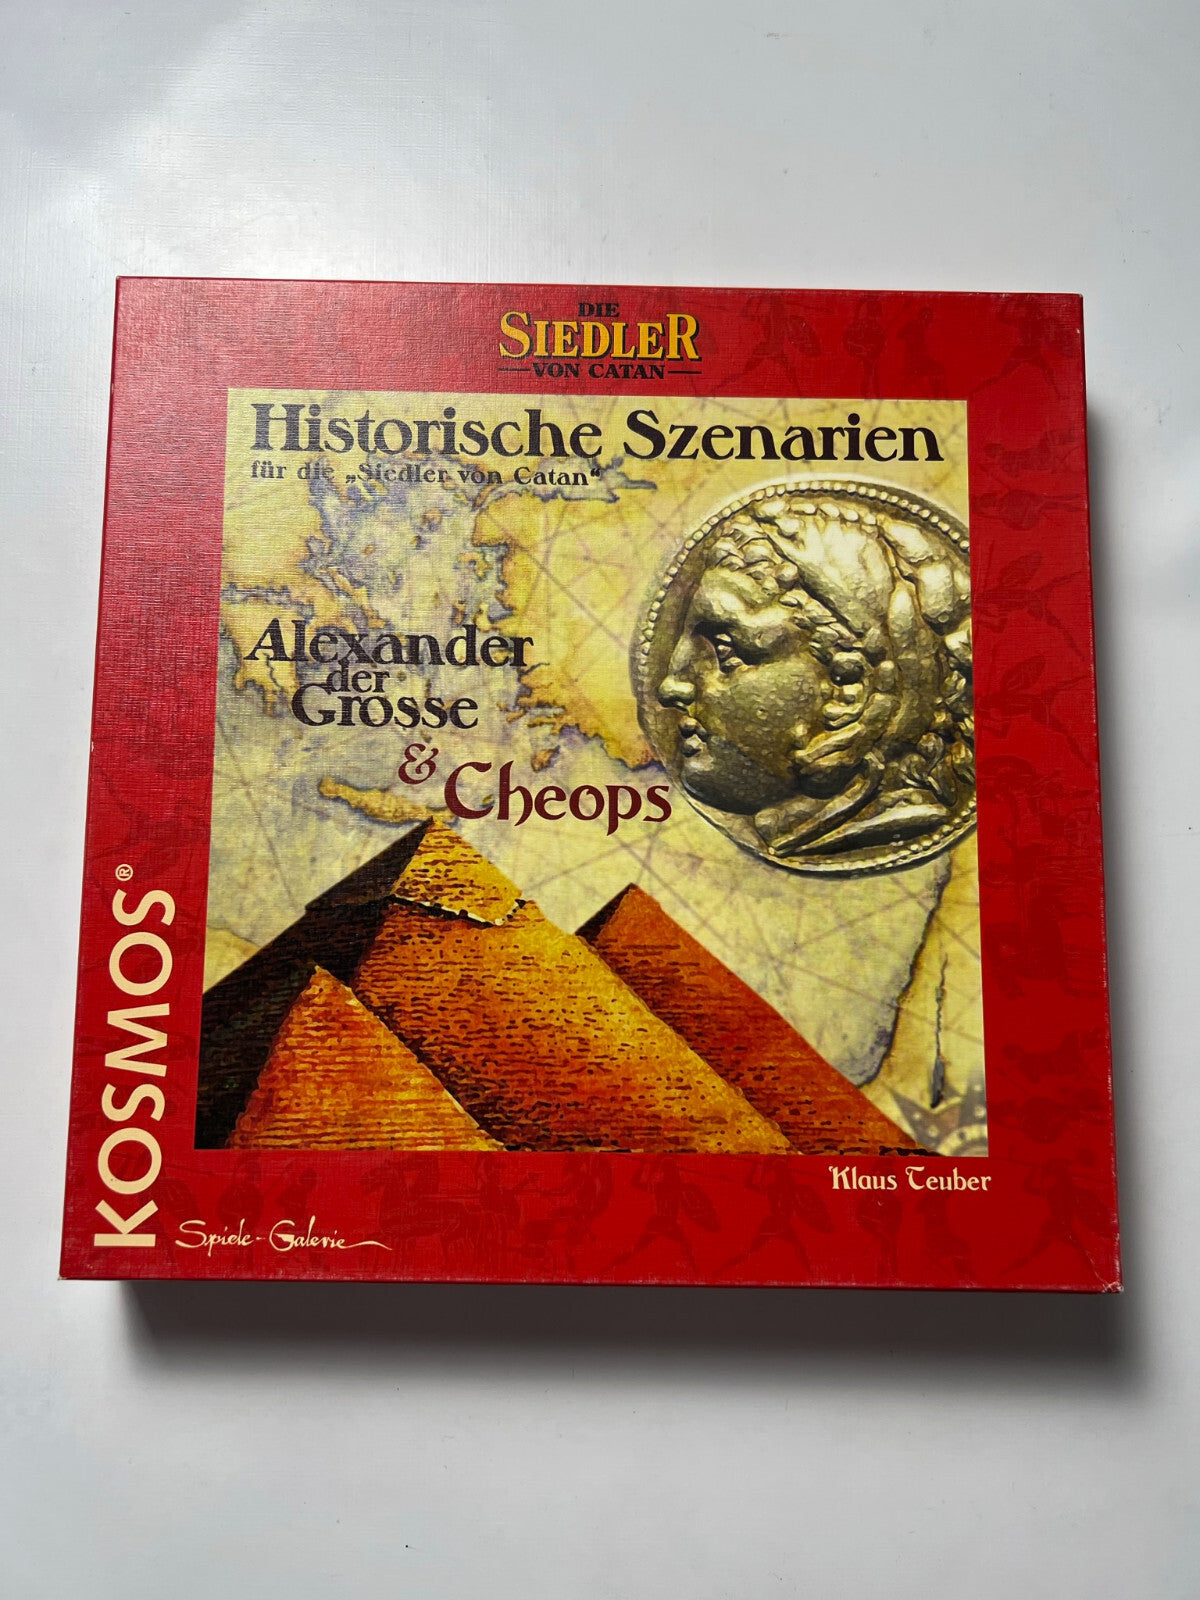 DIE
SIEDLER
VON CATAN
Historische Szenarien
für die „Siedler von Catan“
Alexander
der
Grosse
& Cheops
KOSMOS®
Klaus Teuber
Spiele-Galerie